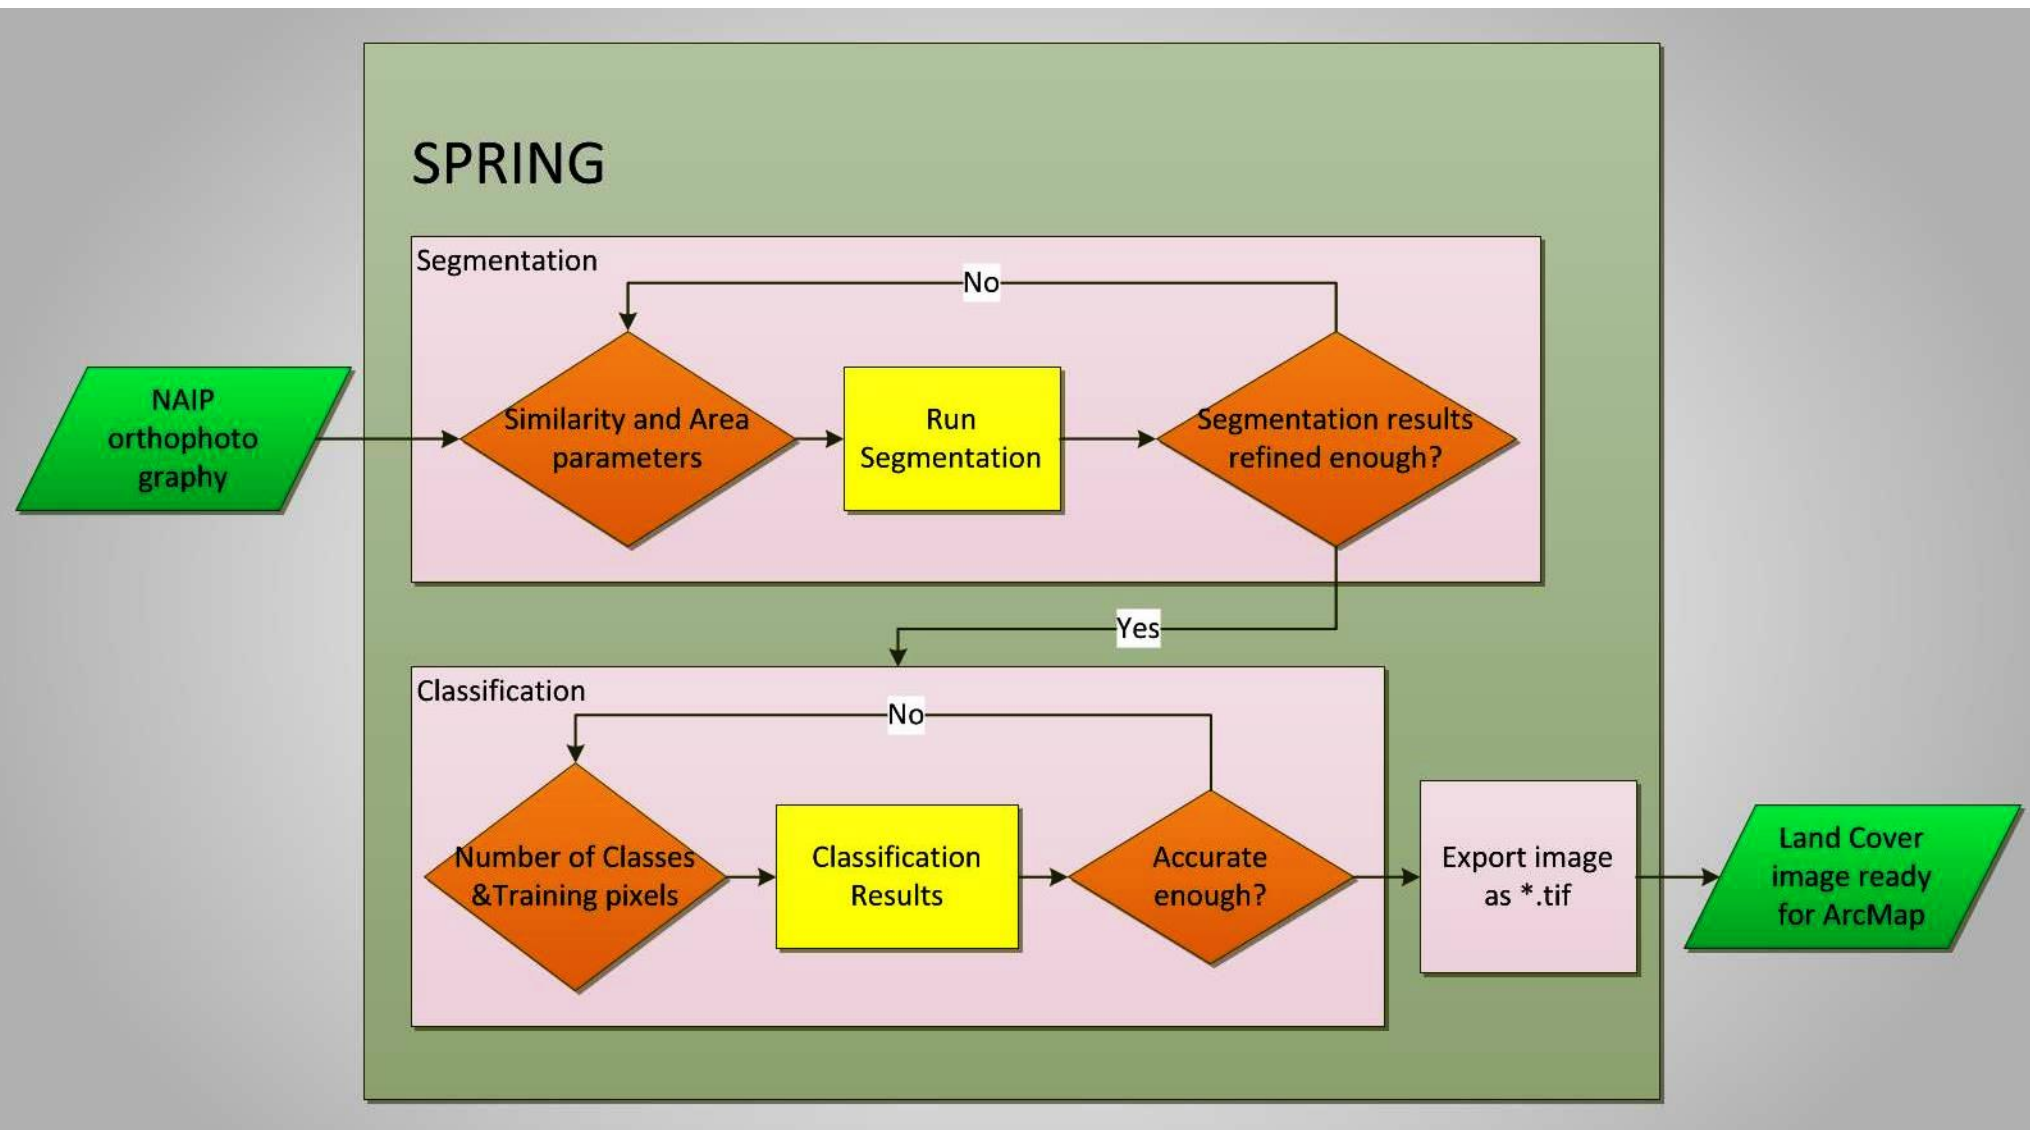 SPRING
Segmentation
No
NAIP
orthophoto
graphy
Similarity and Area
parameters
Run
Segmentation
Segmentation results
refined enough?
Yes
Classification
No
Number of Classes
&Training pixels
Classification
Results
Accurate
enough?
Export image
as *.tif
Land Cover
image ready
for ArcMap